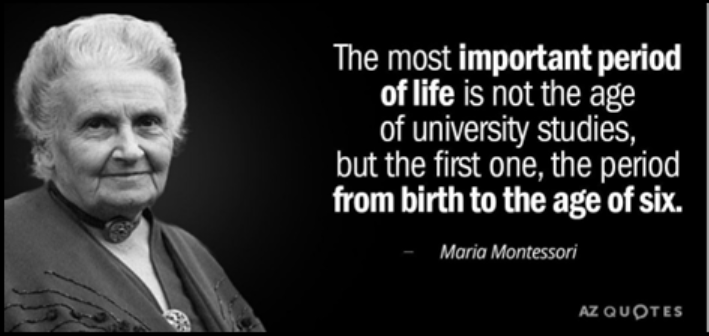 The most important period
of life is not the age
of university studies,
but the first one, the period
from birth to the age of six.
– Maria Montessori
AZ QUOTES